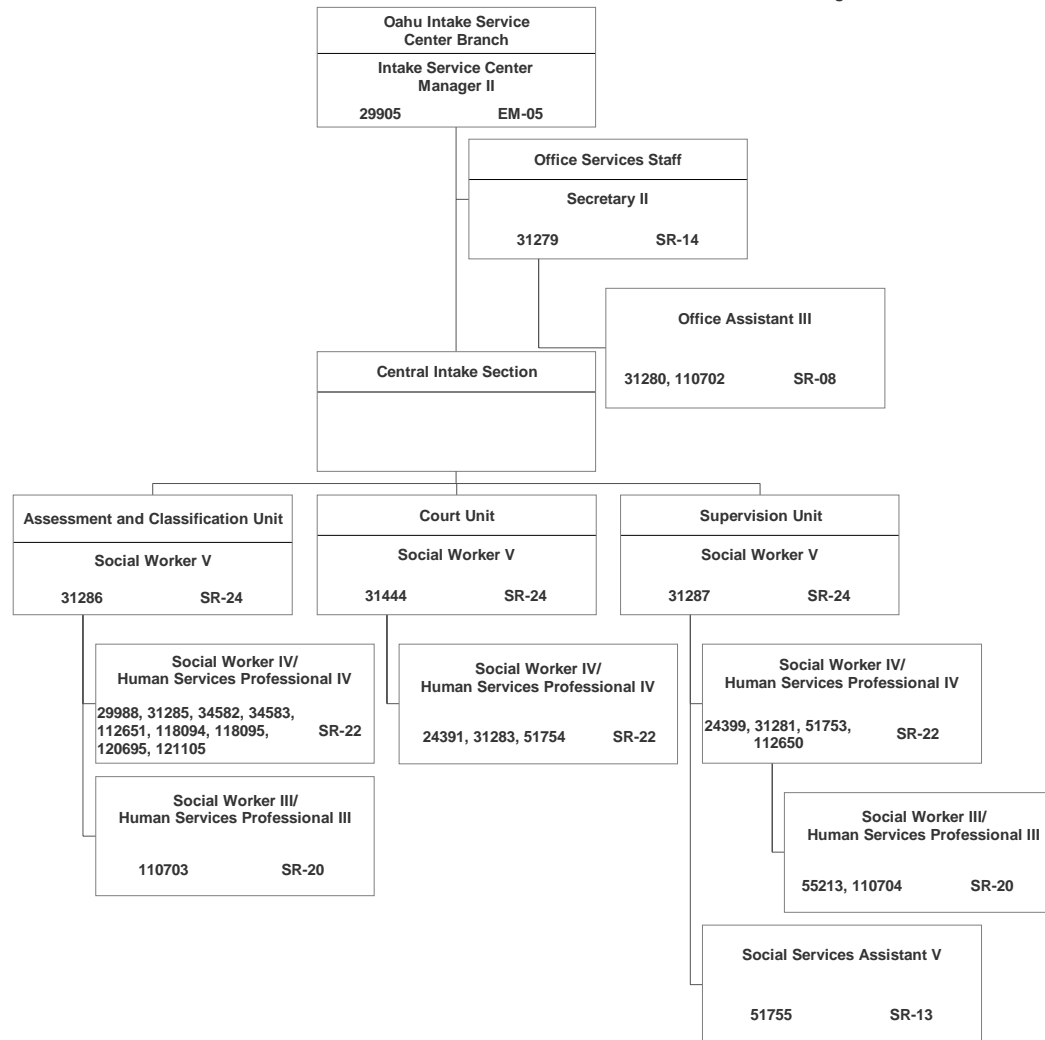 Oahu Intake Service
Center Branch
Intake Service Center
Manager II
29905 EM-05
Office Services Staff
Secretary II
31279 SR-14
Office Assistant III
31280, 110702 SR-08
Central Intake Section
Assessment and Classification Unit
Social Worker V
31286 SR-24
Court Unit
Social Worker V
31444 SR-24
Supervision Unit
Social Worker V
31287 SR-24
Social Worker IV/
Human Services Professional IV
29988, 31285, 34582, 34583,
112651, 118094, 118095, SR-22
120695, 121105
Social Worker III/
Human Services Professional III
110703 SR-20
Social Worker IV/
Human Services Professional IV
24391, 31283, 51754 SR-22
Social Worker IV/
Human Services Professional IV
24399, 31281, 51753, SR-22
112650
Social Worker III/
Human Services Professional III
55213, 110704 SR-20
Social Services Assistant V
51755 SR-13